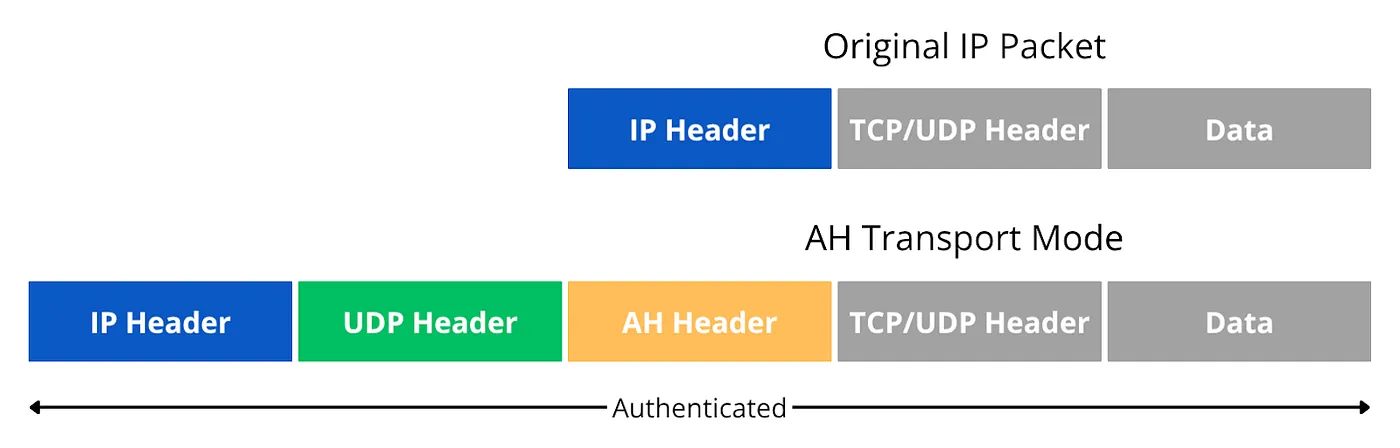 Original IP Packet
IP Header TCP/UDP Header Data
AH Transport Mode
IP Header UDP Header AH Header TCP/UDP Header Data
Authenticated